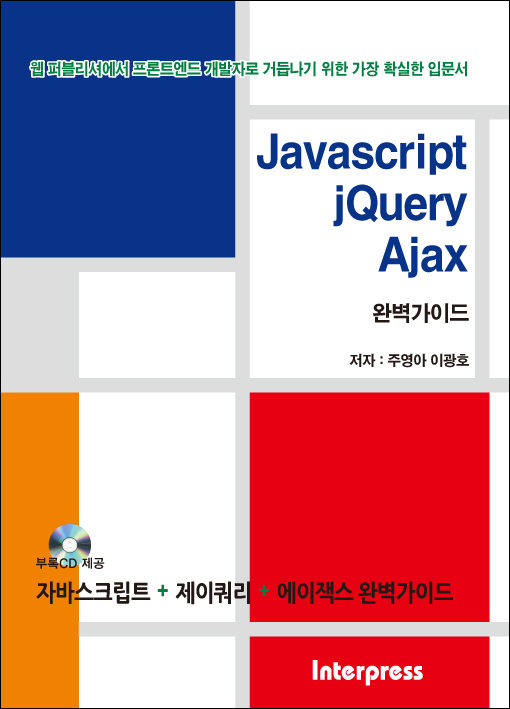 웹 퍼블리셔에서 프론트엔드 개발자로 거듭나기 위한 가장 확실한 입문서
Javascript
jQuery
Ajax
완벽가이드
저자 : 주영아 이광호
부록CD 제공
자바스크립트 + 제이쿼리 + 에이잭스 완벽가이드
Interpress